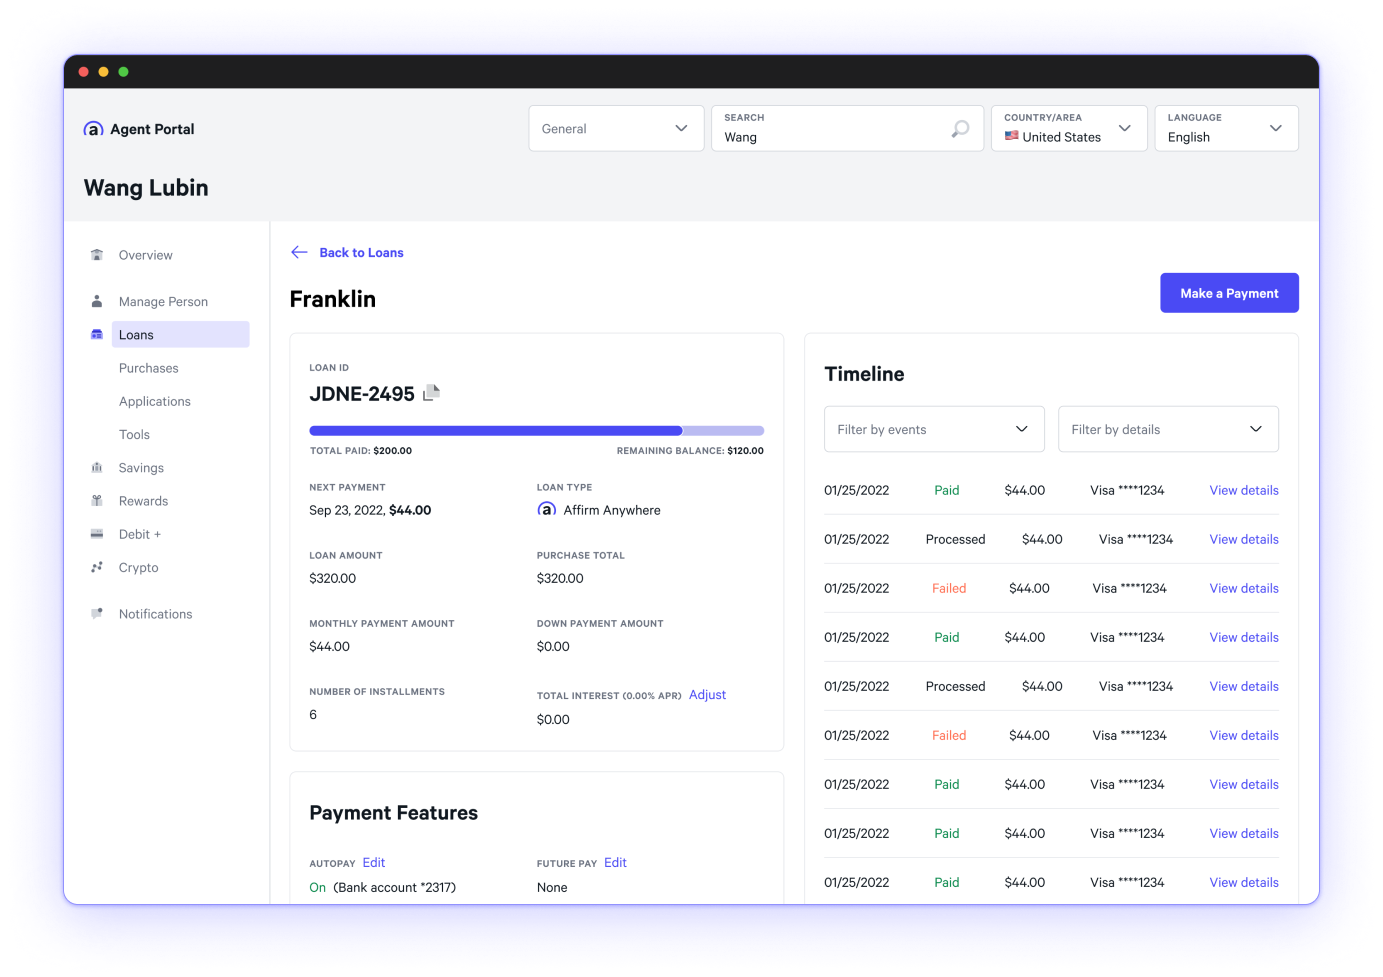 Agent Portal
General
SEARCH
Wang
COUNTRY/AREA
United States
LANGUAGE
English
Wang Lubin
Overview
Manage Person
Loans
Purchases
Applications
Tools
Savings
Rewards
Debit +
Crypto
Notifications
Back to Loans
Franklin
Make a Payment
LOAN ID
JDNE-2495
TOTAL PAID: $200.00
REMAINING BALANCE: $120.00
NEXT PAYMENT
Sep 23, 2022, $44.00
LOAN TYPE
Affirm Anywhere
LOAN AMOUNT
$320.00
PURCHASE TOTAL
$320.00
MONTHLY PAYMENT AMOUNT
$44.00
DOWN PAYMENT AMOUNT
$0.00
NUMBER OF INSTALLMENTS
6
TOTAL INTEREST (0.00% APR) Adjust
$0.00
Payment Features
AUTOPAY Edit
On (Bank account *2317)
FUTURE PAY Edit
None
Timeline
Filter by events
Filter by details
01/25/2022 Paid $44.00 Visa ****1234 View details
01/25/2022 Processed $44.00 Visa ****1234 View details
01/25/2022 Failed $44.00 Visa ****1234 View details
01/25/2022 Paid $44.00 Visa ****1234 View details
01/25/2022 Processed $44.00 Visa ****1234 View details
01/25/2022 Failed $44.00 Visa ****1234 View details
01/25/2022 Paid $44.00 Visa ****1234 View details
01/25/2022 Paid $44.00 Visa ****1234 View details
01/25/2022 Paid $44.00 Visa ****1234 View details